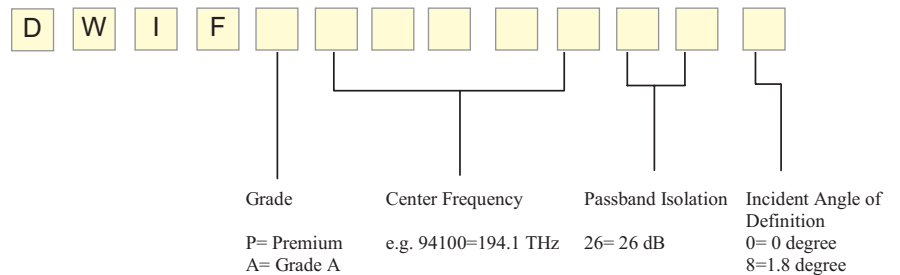 D W I F
Grade
P= Premium
A= Grade A
Center Frequency
e.g. 94100=194.1 THz
Passband Isolation
26= 26 dB
Incident Angle of
Definition
0= 0 degree
8=1.8 degree